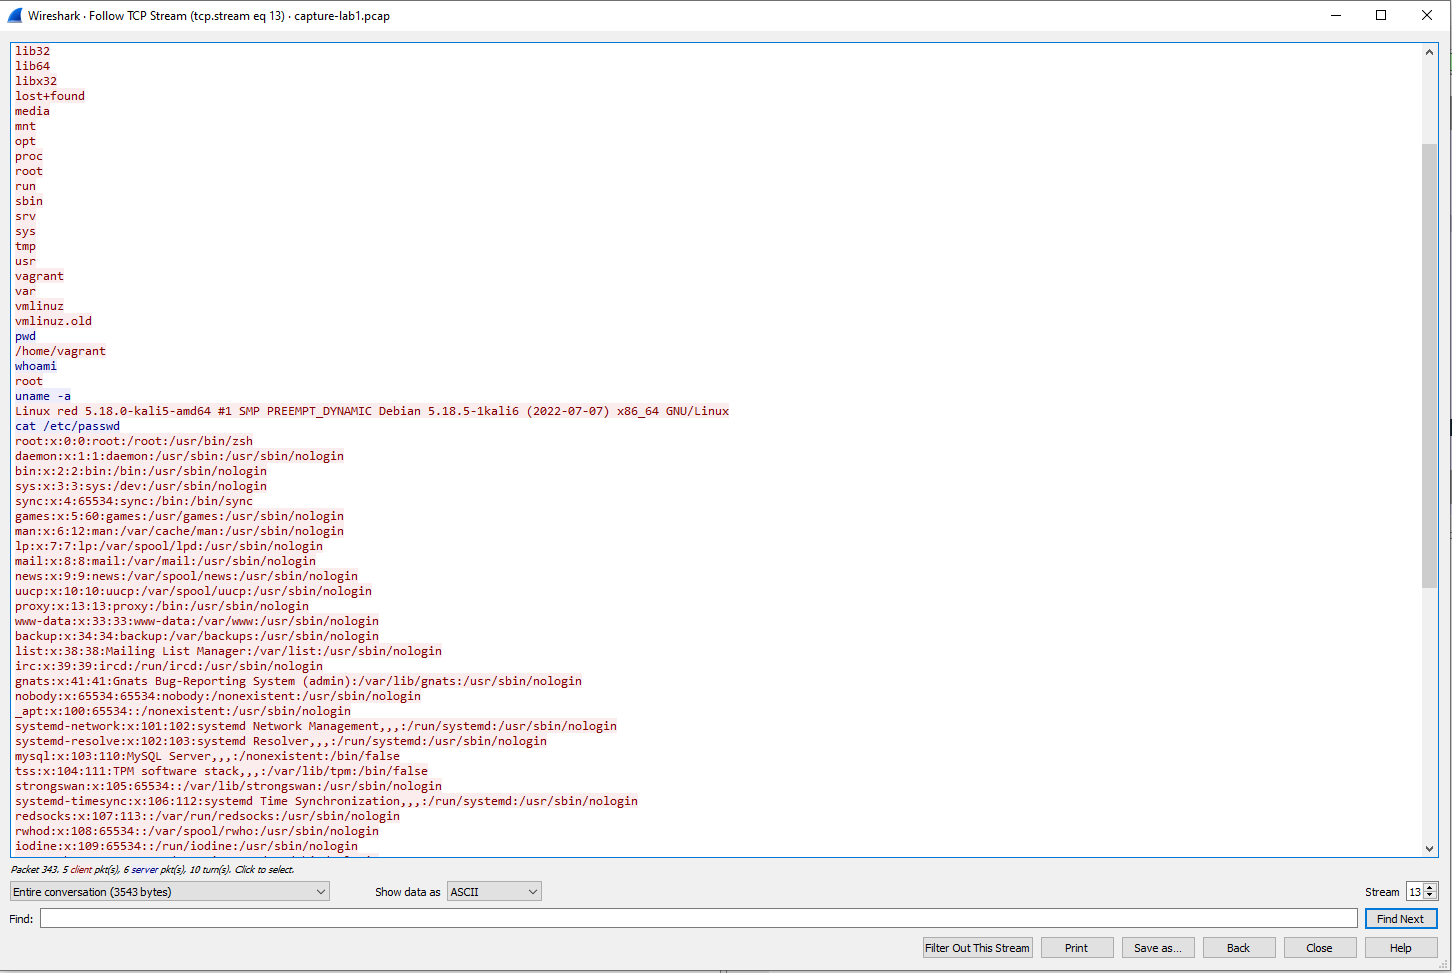 Wireshark · Follow TCP Stream (tcp.stream eq 13) · capture-lab1.pcap
lib32
lib64
libx32
lost+found
media
mnt
opt
proc
root
run
sbin
srv
sys
tmp
usr
vagrant
var
vmlinuz
vmlinuz.old
pwd
/home/vagrant
whoami
root
uname -a
Linux red 5.18.0-kali5-amd64 #1 SMP PREEMPT_DYNAMIC Debian 5.18.5-1kali6 (2022-07-07) x86_64 GNU/Linux
cat /etc/passwd
root:x:0:0:root:/root:/usr/bin/zsh
daemon:x:1:1:daemon:/usr/sbin:/usr/sbin/nologin
bin:x:2:2:bin:/bin:/usr/sbin/nologin
sys:x:3:3:sys:/dev:/usr/sbin/nologin
sync:x:4:65534:sync:/bin:/bin/sync
games:x:5:60:games:/usr/games:/usr/sbin/nologin
man:x:6:12:man:/var/cache/man:/usr/sbin/nologin
lp:x:7:7:lp:/var/spool/lpd:/usr/sbin/nologin
mail:x:8:8:mail:/var/mail:/usr/sbin/nologin
news:x:9:9:news:/var/spool/news:/usr/sbin/nologin
uucp:x:10:10:uucp:/var/spool/uucp:/usr/sbin/nologin
proxy:x:13:13:proxy:/bin:/usr/sbin/nologin
www-data:x:33:33:www-data:/var/www:/usr/sbin/nologin
backup:x:34:34:backup:/var/backups:/usr/sbin/nologin
list:x:38:38:Mailing List Manager:/var/list:/usr/sbin/nologin
irc:x:39:39:ircd:/run/ircd:/usr/sbin/nologin
gnats:x:41:41:Gnats Bug-Reporting System (admin):/var/lib/gnats:/usr/sbin/nologin
nobody:x:65534:65534:nobody:/nonexistent:/usr/sbin/nologin
_apt:x:100:65534::/nonexistent:/usr/sbin/nologin
systemd-network:x:101:102:systemd Network Management,,,:/run/systemd:/usr/sbin/nologin
systemd-resolve:x:102:103:systemd Resolver,,,:/run/systemd:/usr/sbin/nologin
mysql:x:103:110:MySQL Server,,,:/nonexistent:/bin/false
tss:x:104:111:TPM software stack,,,:/var/lib/tpm:/bin/false
strongswan:x:105:65534::/var/lib/strongswan:/usr/sbin/nologin
systemd-timesync:x:106:112:systemd Time Synchronization,,,:/run/systemd:/usr/sbin/nologin
redsocks:x:107:113::/var/run/redsocks:/usr/sbin/nologin
rwhod:x:108:65534::/var/spool/rwho:/usr/sbin/nologin
iodine:x:109:65534::/run/iodine:/usr/sbin/nologin
Packet 343. 5 client pkt(s), 6 server pkt(s), 10 turn(s). Click to select.
Entire conversation (3543 bytes) Show data as ASCII Stream 13
Find: Find Next
Filter Out This Stream Print Save as... Back Close Help